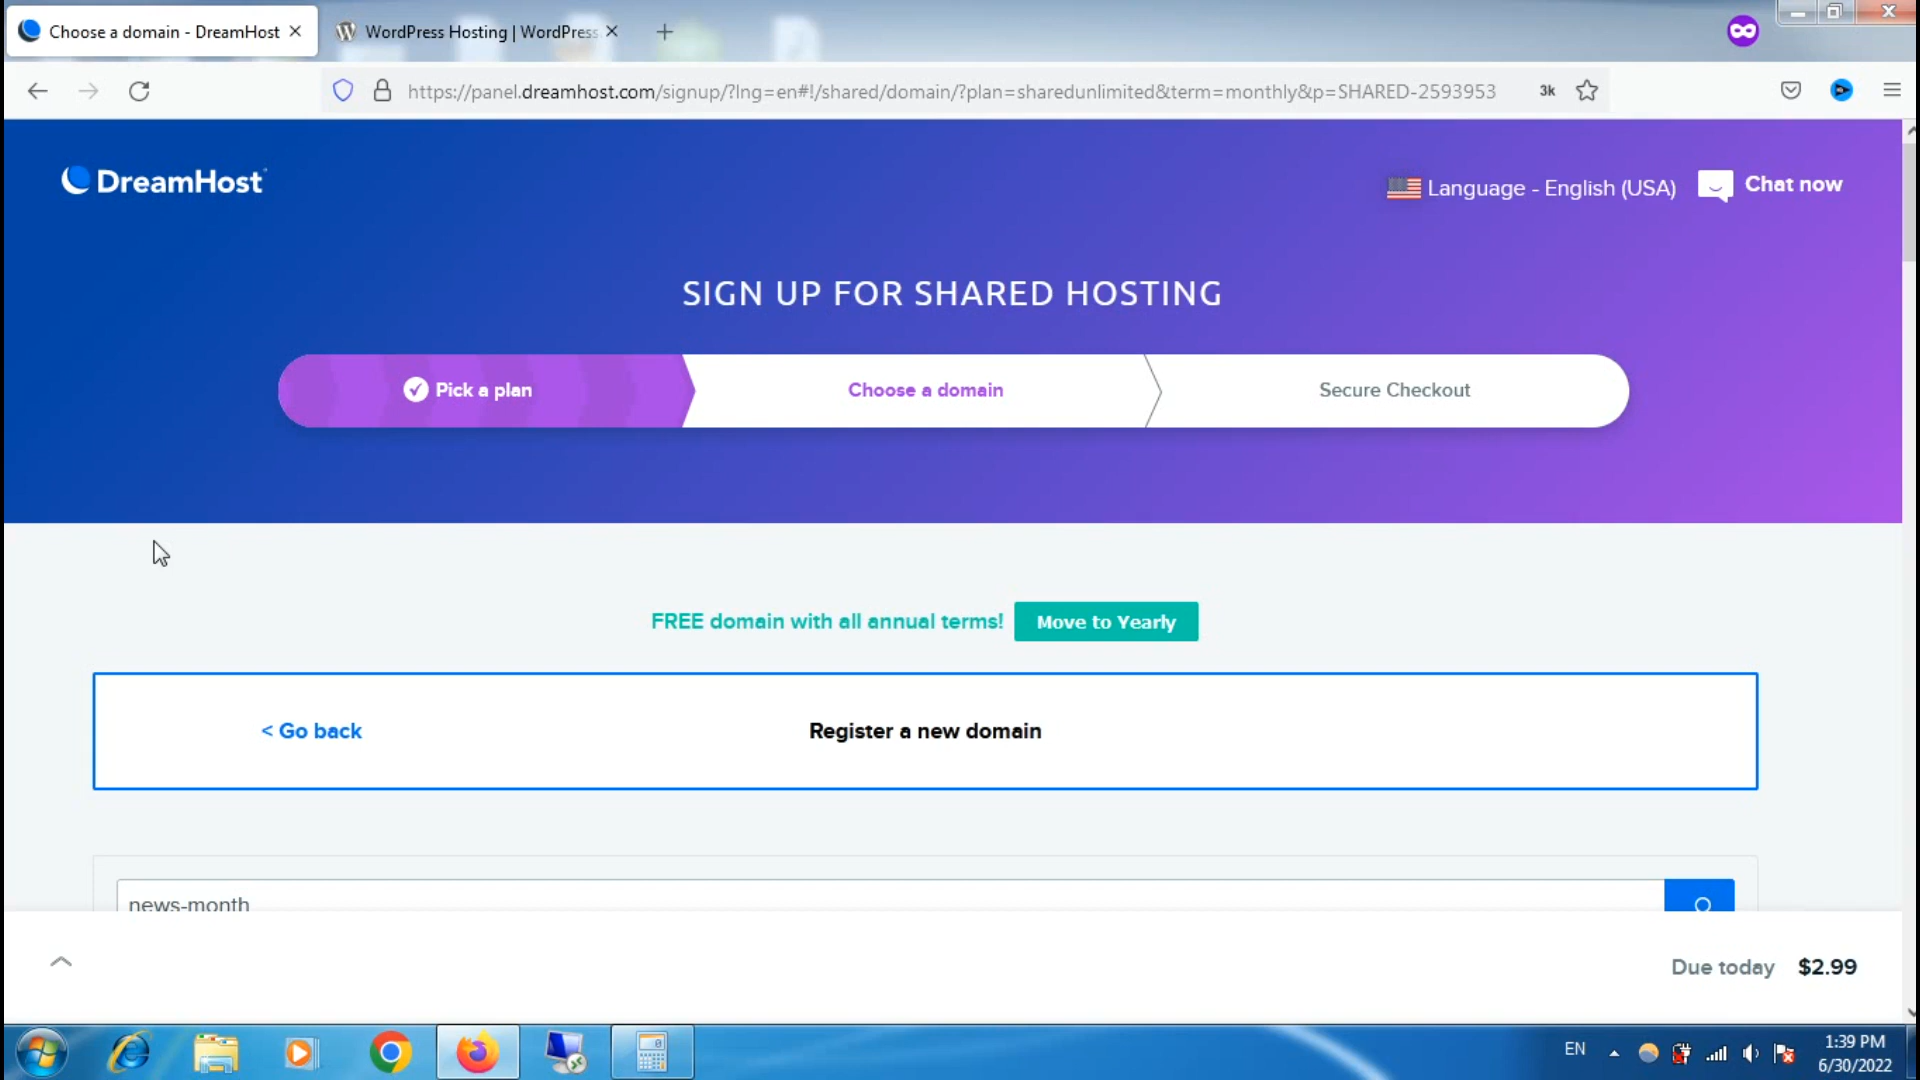 Choose a domain - DreamHost
WordPress Hosting | WordPress
https://panel.dreamhost.com/signup/?lng=en#!/shared/domain/?plan=sharedunlimited&term=monthly&p=SHARED-2593953
3k
DreamHost
Language - English (USA)
Chat now
SIGN UP FOR SHARED HOSTING
Pick a plan
Choose a domain
Secure Checkout
FREE domain with all annual terms!
Move to Yearly
< Go back
Register a new domain
news-month
Due today $2.99
EN
1:39 PM
6/30/2022